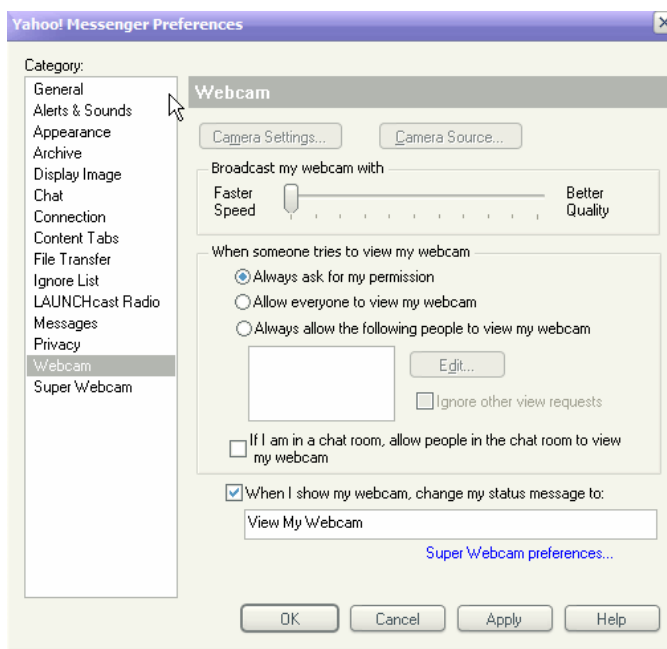 Yahoo! Messenger Preferences
Category:
General
Alerts & Sounds
Appearance
Archive
Display Image
Chat
Connection
Content Tabs
File Transfer
Ignore List
LAUNCHcast Radio
Messages
Privacy
Webcam
Super Webcam
Webcam
Camera Settings...
Camera Source...
Broadcast my webcam with
Faster
Speed
Better
Quality
When someone tries to view my webcam
Always ask for my permission
Allow everyone to view my webcam
Always allow the following people to view my webcam
Edit...
Ignore other view requests
If I am in a chat room, allow people in the chat room to view
my webcam
When I show my webcam, change my status message to:
View My Webcam
Super Webcam preferences...
OK
Cancel
Apply
Help